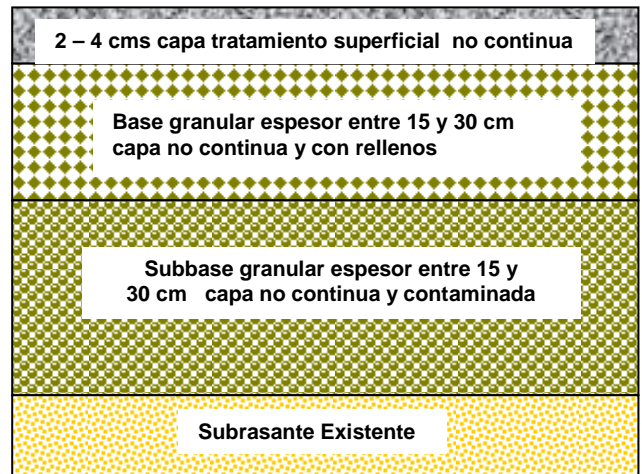 2 – 4 cms capa tratamiento superficial no continua
Base granular espesor entre 15 y 30 cm
capa no continua y con rellenos
Subbase granular espesor entre 15 y
30 cm capa no continua y contaminada
Subrasante Existente